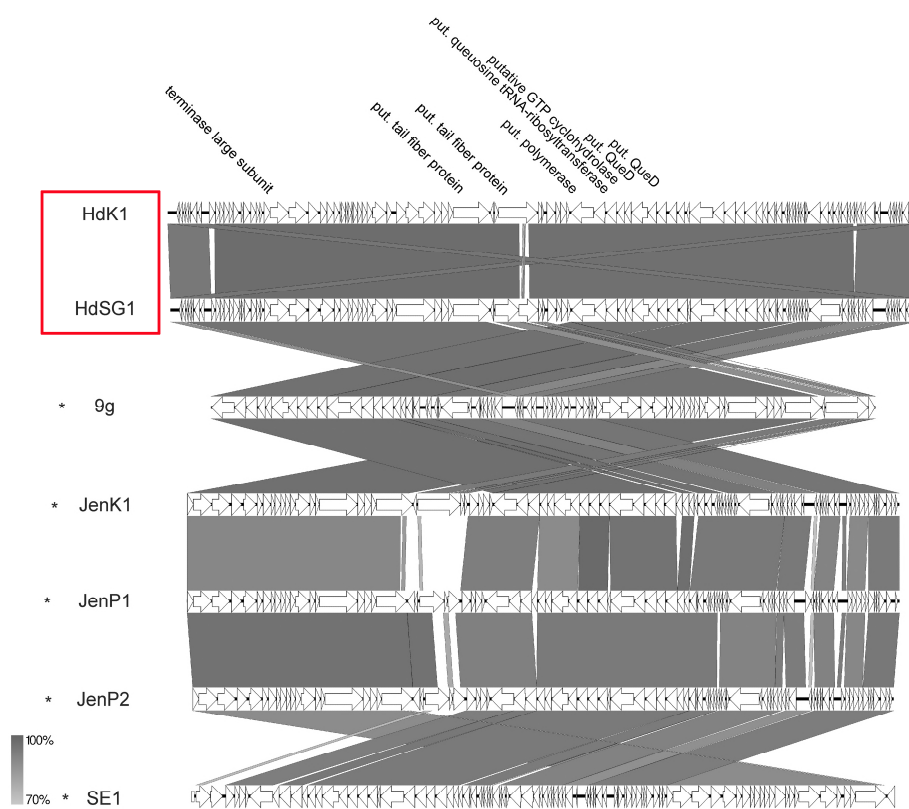 terminase large subunit
put. tail fiber protein
put. tail fiber protein
put. polymerase
put. queuosine tRNA-ribosyltransferase
putative GTP cyclohydrolase
put. QueD
put. QueD
HdK1
HdSG1
* 9g
* JenK1
* JenP1
* JenP2
* SE1
100%
70%